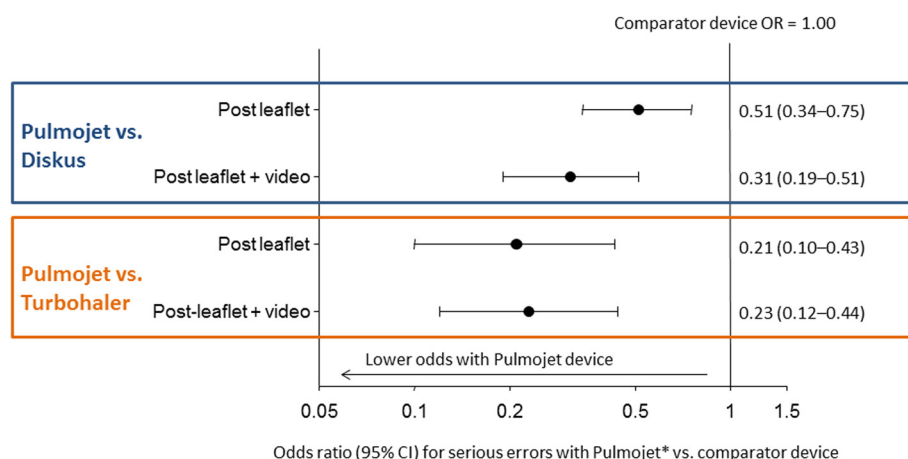 Comparator device OR = 1.00
Pulmojet vs.
Diskus
Post leaflet
0.51 (0.34–0.75)
Post leaflet + video
0.31 (0.19–0.51)
Pulmojet vs.
Turbohaler
Post leaflet
0.21 (0.10–0.43)
Post-leaflet + video
0.23 (0.12–0.44)
Lower odds with Pulmojet device
0.05 0.1 0.2 0.5 1 1.5
Odds ratio (95% CI) for serious errors with Pulmojet* vs. comparator device